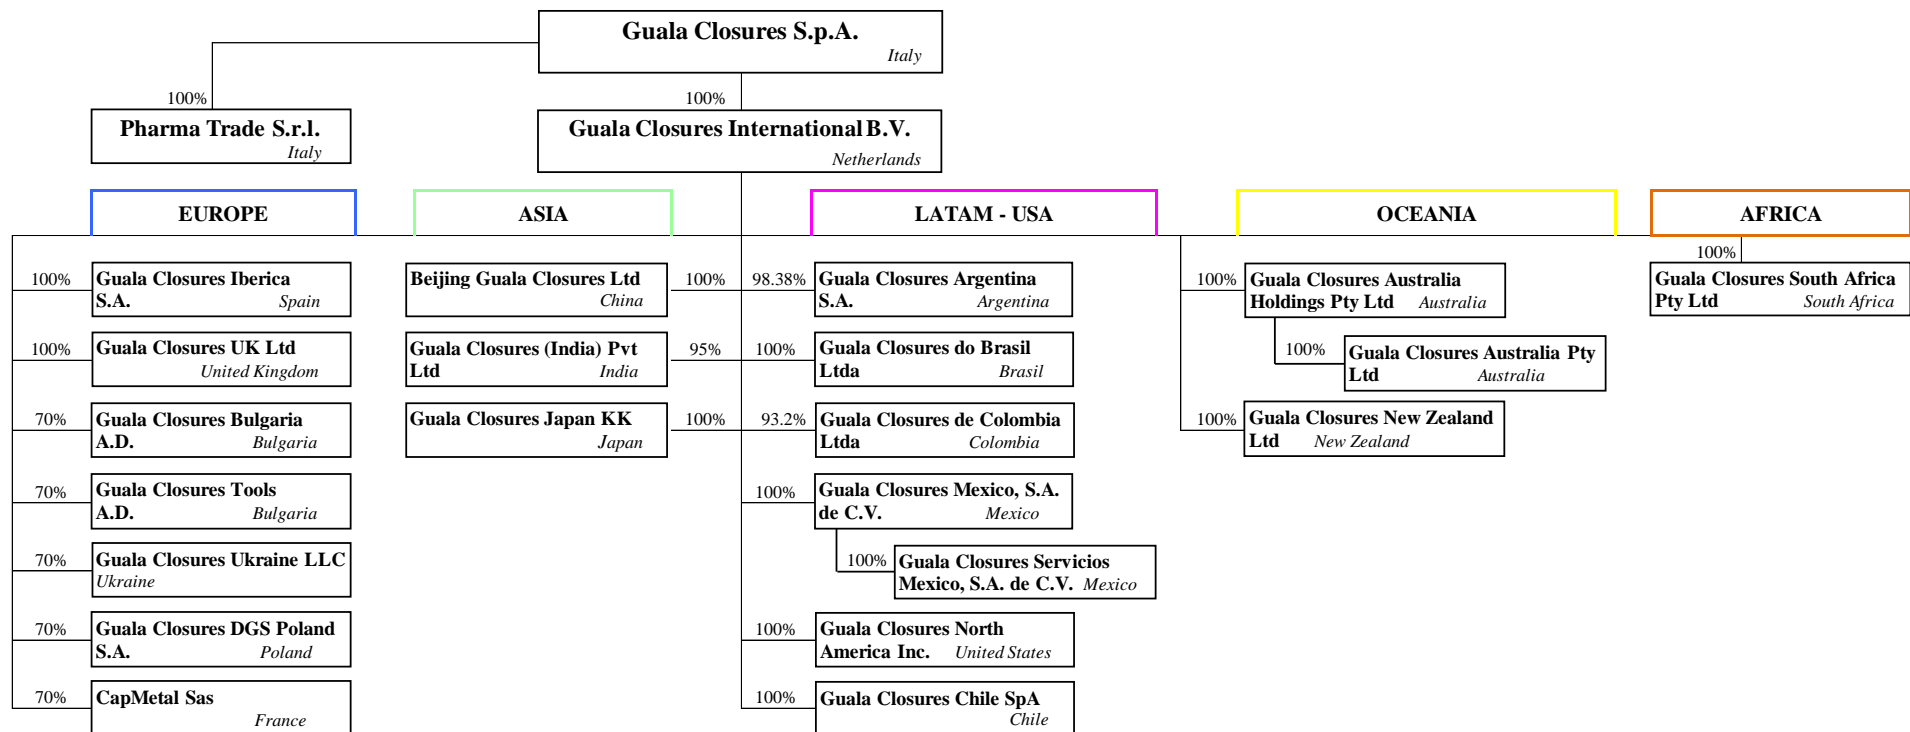 Guala Closures S.p.A.
Italy
100%
100%
Pharma Trade S.r.l.
Italy
Guala Closures International B.V.
Netherlands
EUROPE
ASIA
LATAM - USA
OCEANIA
AFRICA
100%
Guala Closures Iberica
S.A. Spain
100%
Guala Closures UK Ltd
United Kingdom
70%
Guala Closures Bulgaria
A.D. Bulgaria
70%
Guala Closures Tools
A.D. Bulgaria
70%
Guala Closures Ukraine LLC
Ukraine
70%
Guala Closures DGS Poland
S.A. Poland
70%
CapMetal Sas
France
Beijing Guala Closures Ltd
China
100%
Guala Closures (India) Pvt
Ltd India
95%
Guala Closures Japan KK
Japan
100%
98.38%
Guala Closures Argentina
S.A. Argentina
100%
Guala Closures do Brasil
Ltda Brasil
93.2%
Guala Closures de Colombia
Ltda Colombia
100%
Guala Closures Mexico, S.A.
de C.V. Mexico
100%
Guala Closures Servicios
Mexico, S.A. de C.V. Mexico
100%
Guala Closures North
America Inc. United States
100%
Guala Closures Chile SpA
Chile
100%
Guala Closures Australia
Holdings Pty Ltd Australia
100%
Guala Closures Australia Pty
Ltd Australia
100%
Guala Closures New Zealand
Ltd New Zealand
100%
Guala Closures South Africa
Pty Ltd South Africa